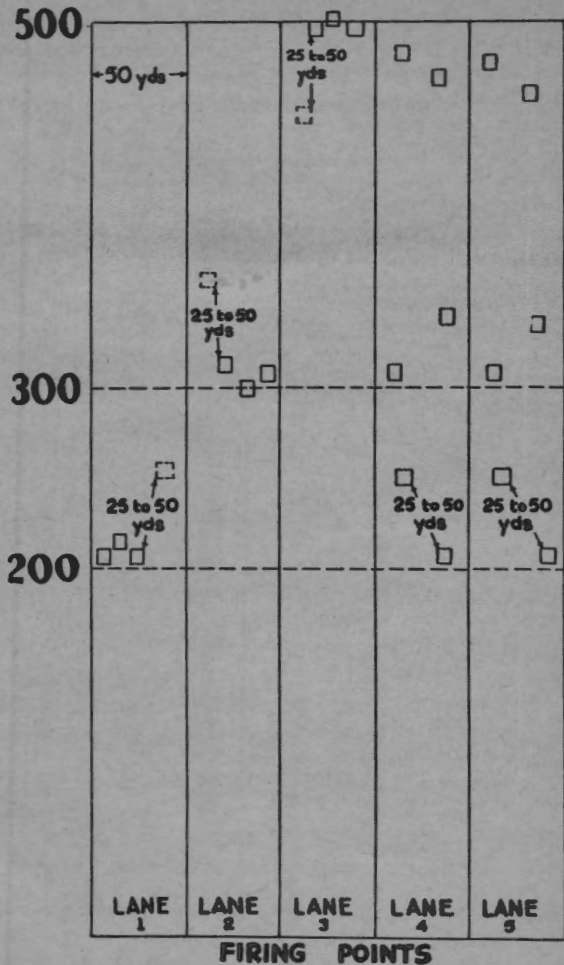 500
50 yds
25 to 50
yds
25 to 50
yds
300
25 to 50
yds
25 to 50
yds
25 to 50
yds
200
LANE
1
LANE
2
LANE
3
LANE
4
LANE
5
FIRING POINTS